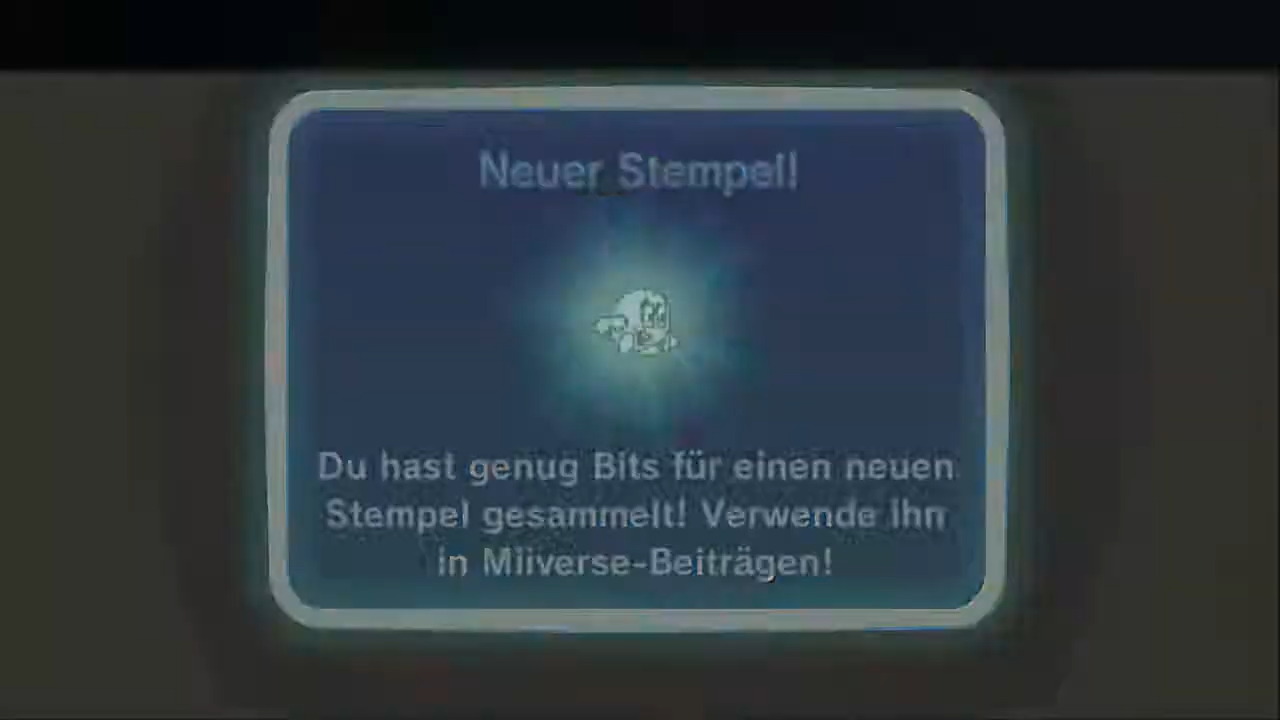 Neuer Stempel!
Du hast genug Bits für einen neuen
Stempel gesammelt! Verwende ihn
in Miiverse-Beiträgen!